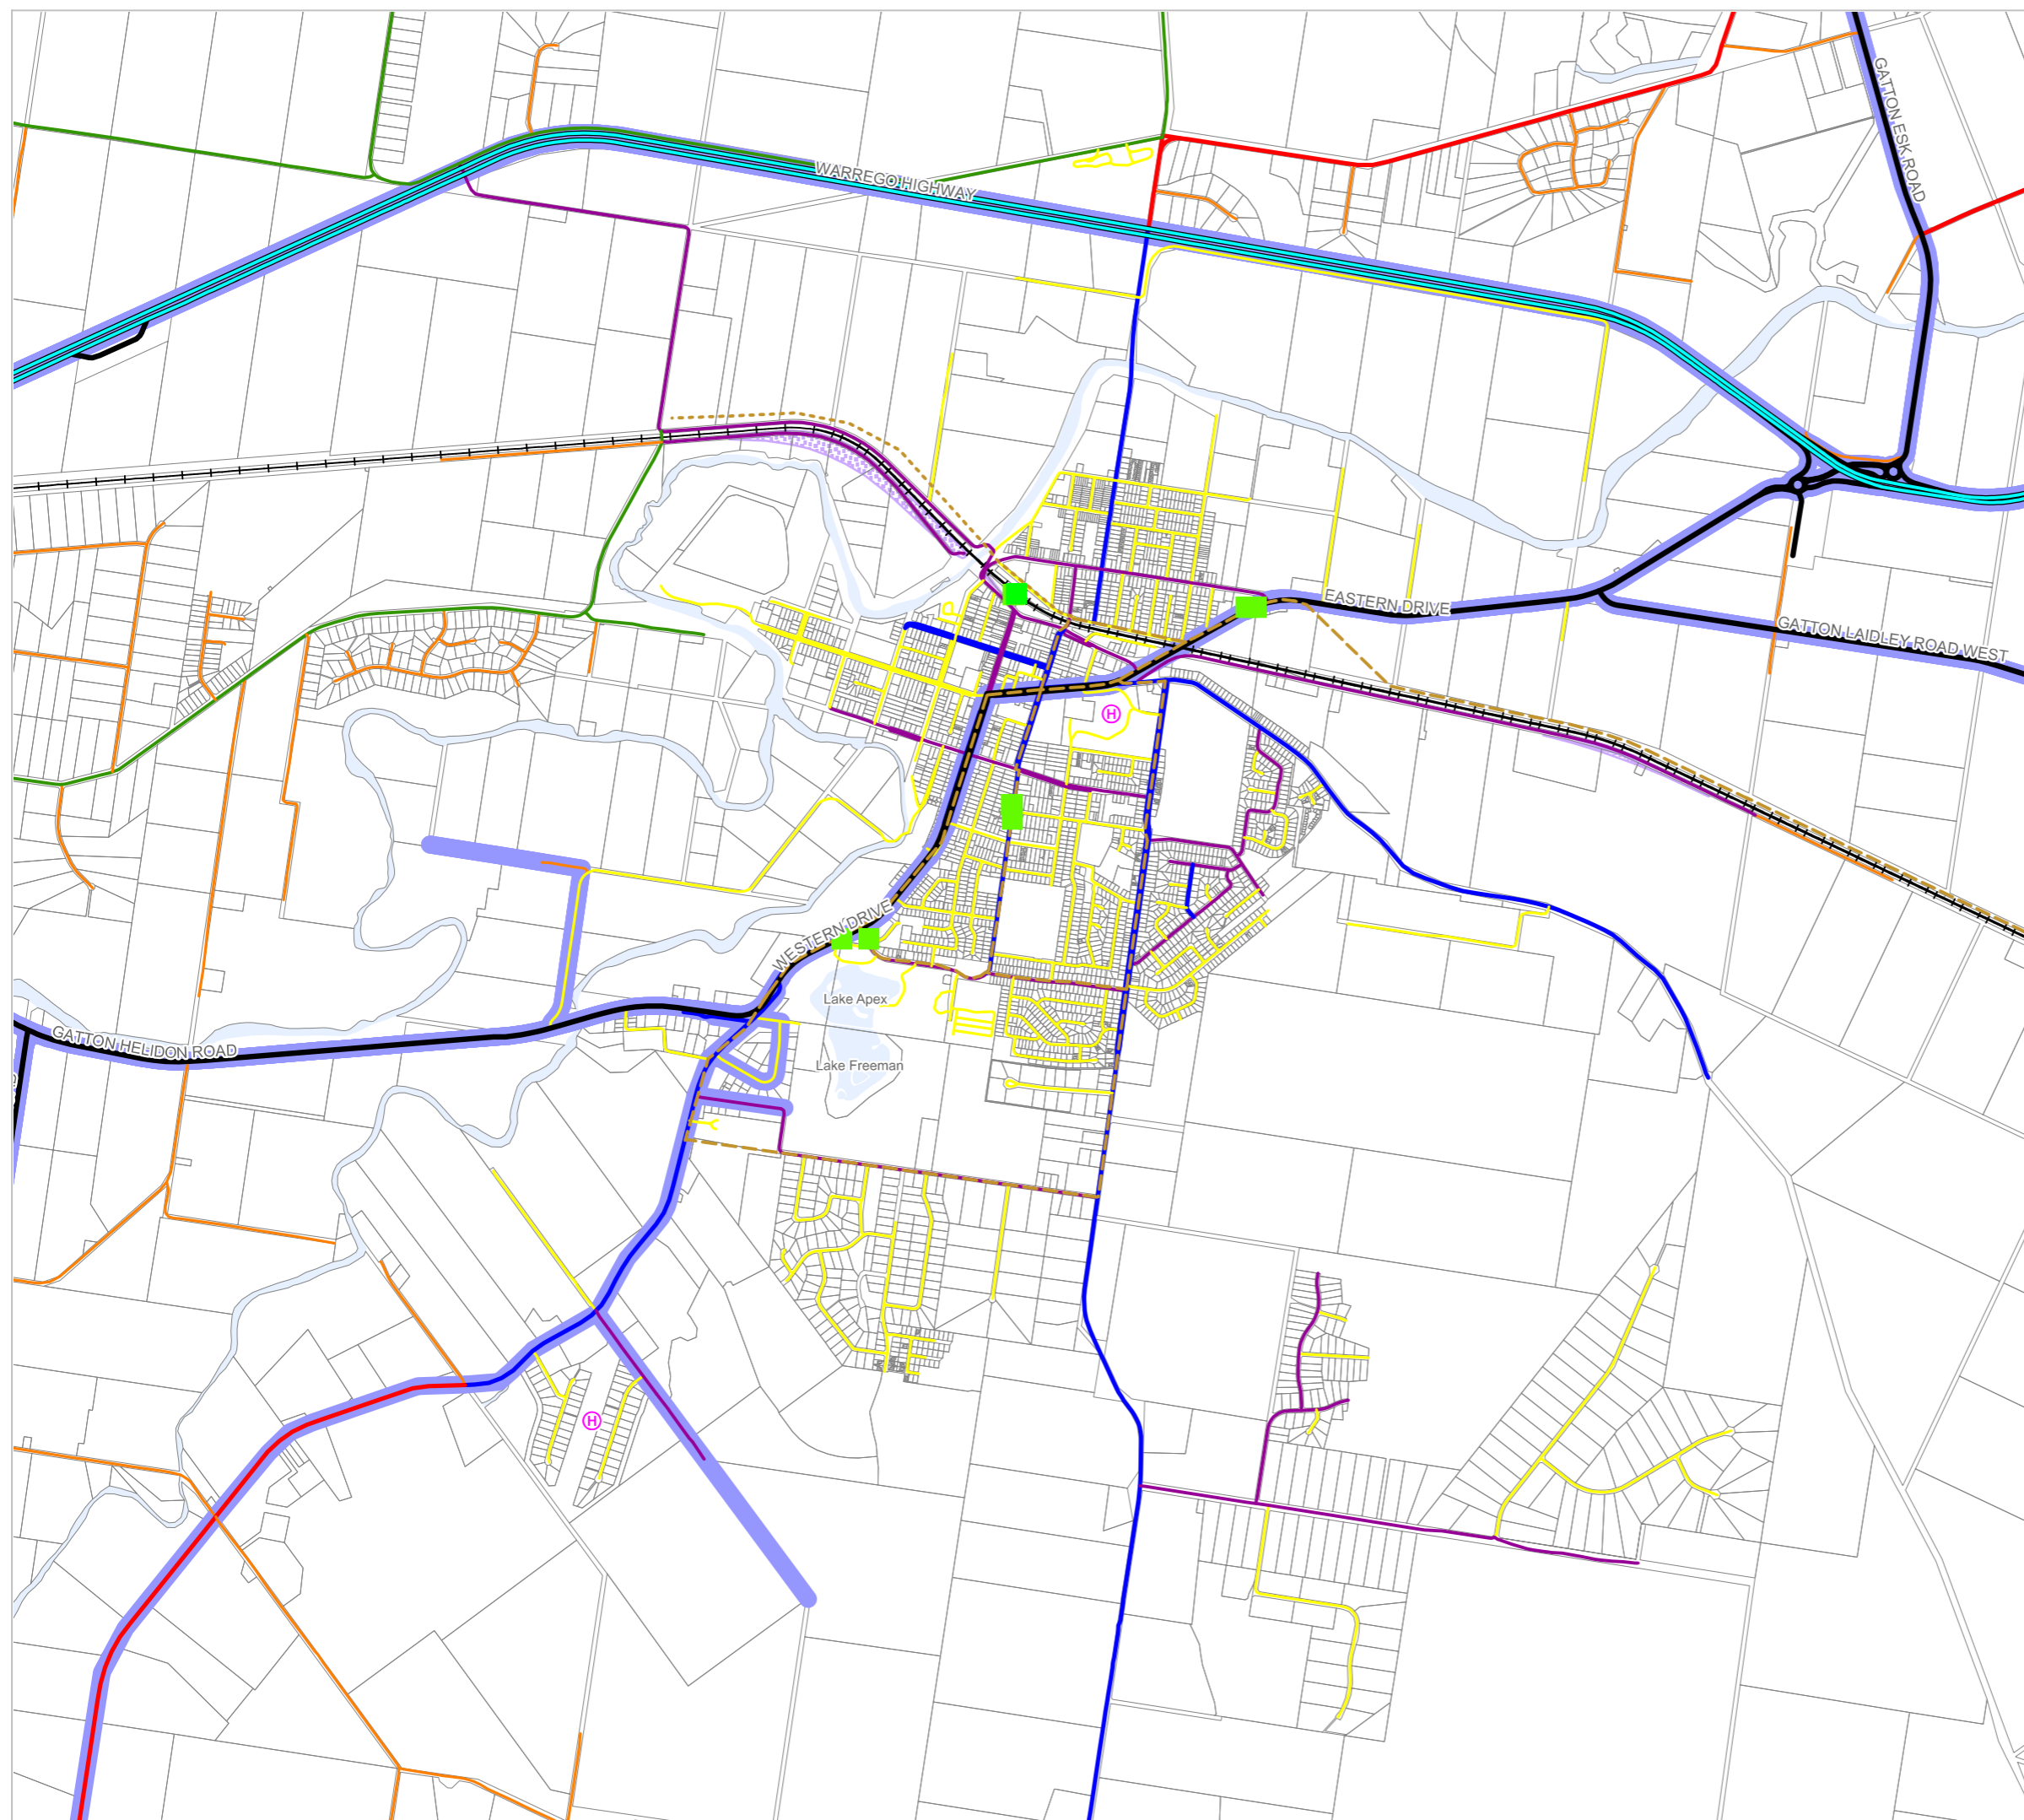 GATTON ESK ROAD
WARREGO HIGHWAY
EASTERN DRIVE
GATTON LAIDLEY ROAD WEST
H
WESTERN DRIVE
Lake Apex
GATTON HELIDON ROAD
Lake Freeman
H